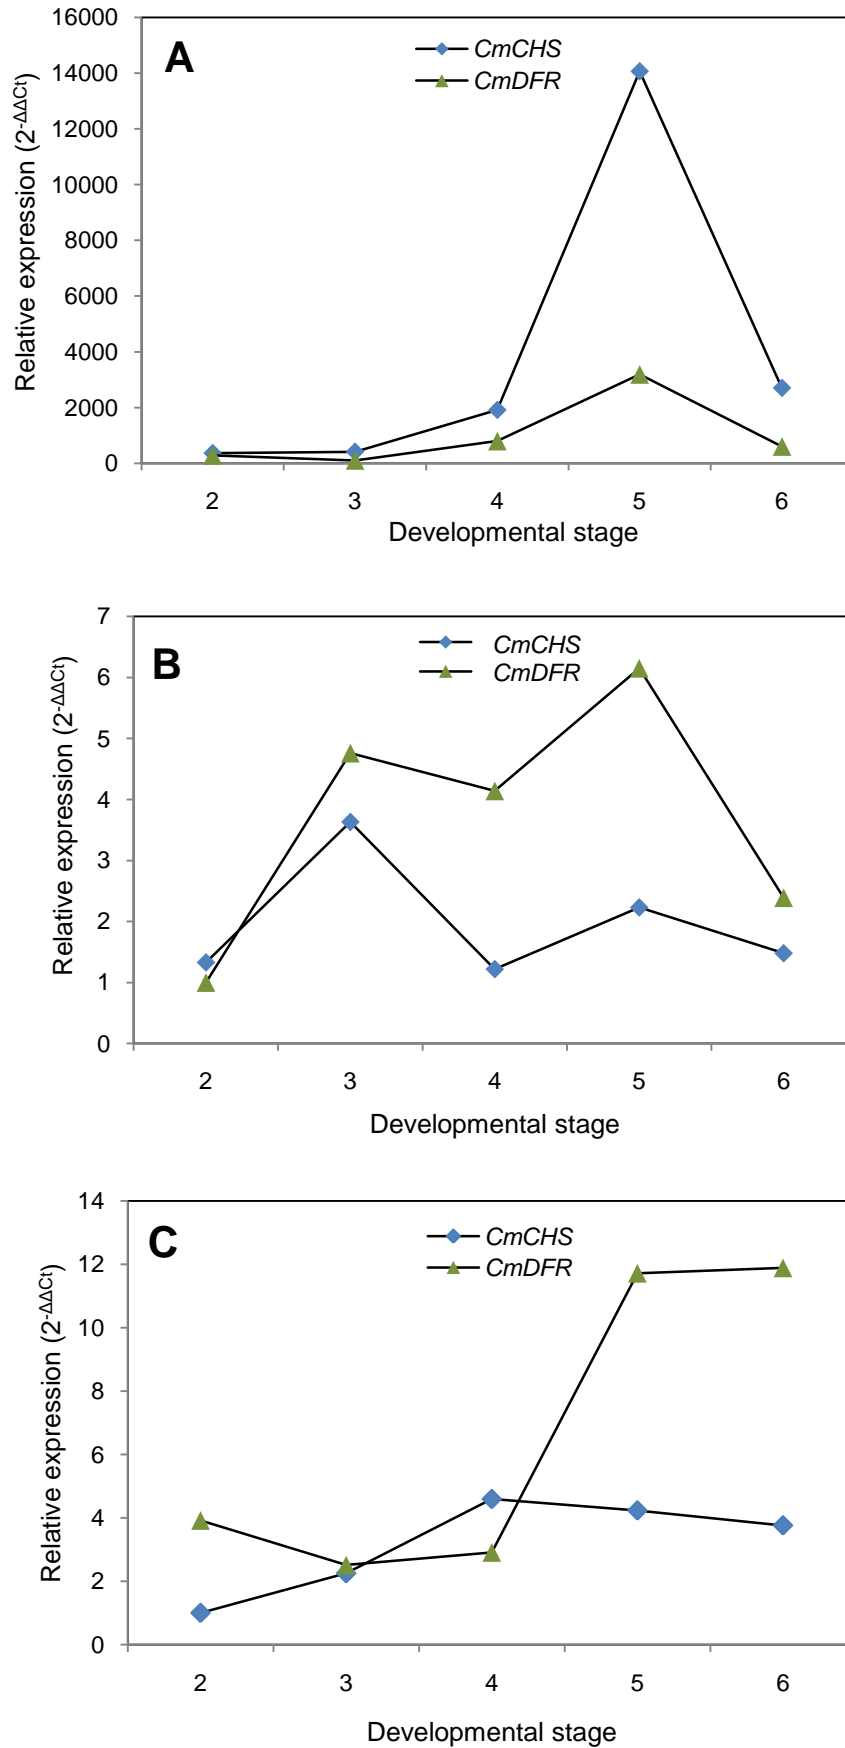 A
CmCHS
CmDFR
16000
14000
12000
10000
8000
6000
4000
2000
0
Relative expression (2-ΔΔCt)
2 3 4 5 6
Developmental stage
B
CmCHS
CmDFR
7
6
5
4
3
2
1
0
Relative expression (2-ΔΔCt)
2 3 4 5 6
Developmental stage
C
CmCHS
CmDFR
14
12
10
8
6
4
2
0
Relative expression (2-ΔΔCt)
2 3 4 5 6
Developmental stage